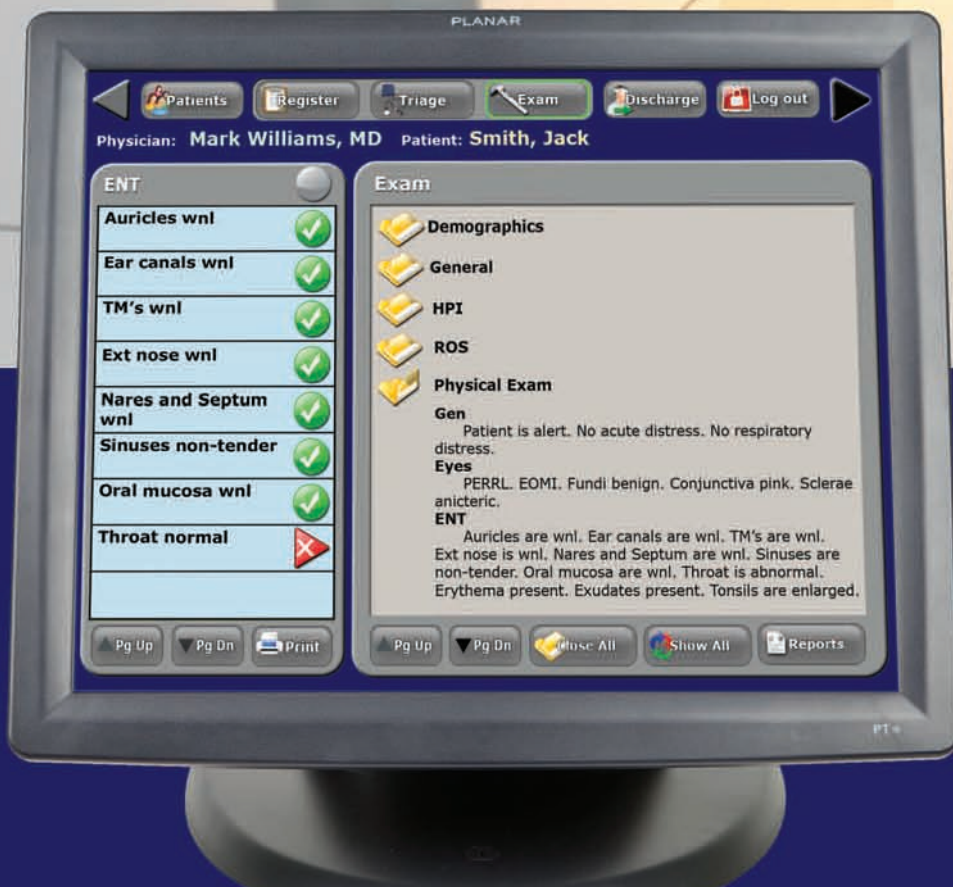 PLANAR
Patients Register Triage Exam Discharge Log out
Physician: Mark Williams, MD Patient: Smith, Jack
ENT
Auricles wnl
Ear canals wnl
TM's wnl
Ext nose wnl
Nares and Septum
wnl
Sinuses non-tender
Oral mucosa wnl
Throat normal
Pg Up Pg Dn Print
Exam
Demographics
General
HPI
ROS
Physical Exam
Gen
Patient is alert. No acute distress. No respiratory
distress.
Eyes
PERRL. EOMI. Fundi benign. Conjunctiva pink. Sclerae
anicteric.
ENT
Auricles are wnl. Ear canals are wnl. TM's are wnl.
Ext nose is wnl. Nares and Septum are wnl. Sinuses are
non-tender. Oral mucosa are wnl. Throat is abnormal.
Erythema present. Exudates present. Tonsils are enlarged.
Pg Up Pg Dn Close All Show All Reports